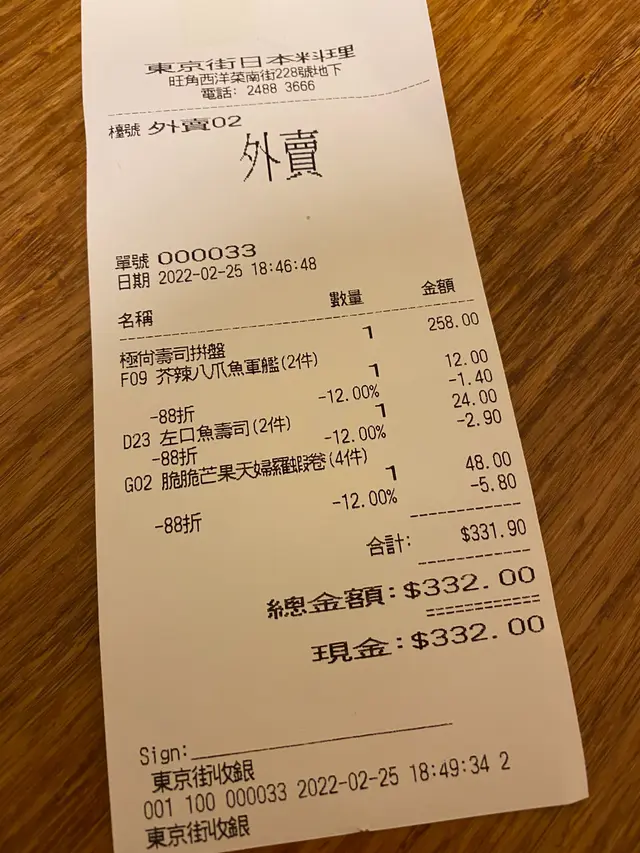 東京街日本料理
旺角西洋菜南街228號地下
電話: 2488 3666
檯號 外賣02
外賣
單號 000033
日期 2022-02-25 18:46:48
名稱 數量 金額
極尚壽司拼盤 1 258.00
F09 芥辣八爪魚軍艦(2件) 1 12.00
-88折 -12.00% -1.40
D23 左口魚壽司(2件) 1 24.00
-88折 -12.00% -2.90
G02 脆脆芒果天婦羅蝦卷(4件) 1 48.00
-88折 -12.00% -5.80
合計: $331.90
總金額:$332.00
現金:$332.00
Sign:
東京街收銀
001 100 000033 2022-02-25 18:49:34 2
東京街收銀